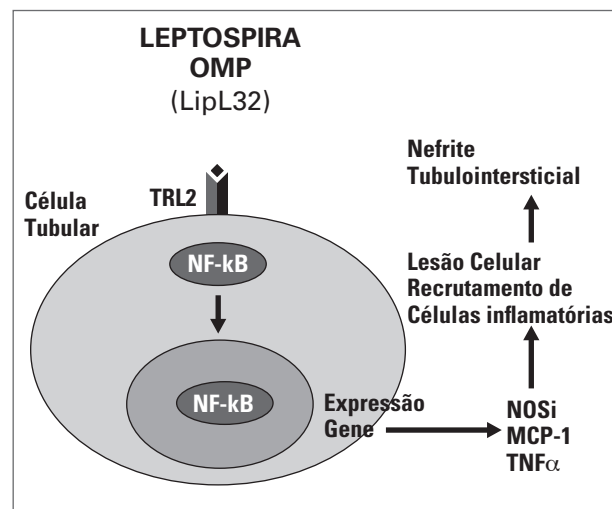 LEPTOSPIRA
OMP
(LipL32)
TRL2
Célula
Tubular
NF-kB
NF-kB
Expressão
Gene
NOSi
MCP-1
TNFα
Lesão Celular
Recrutamento de
Células inflamatórias
Nefrite
Tubulointersticial